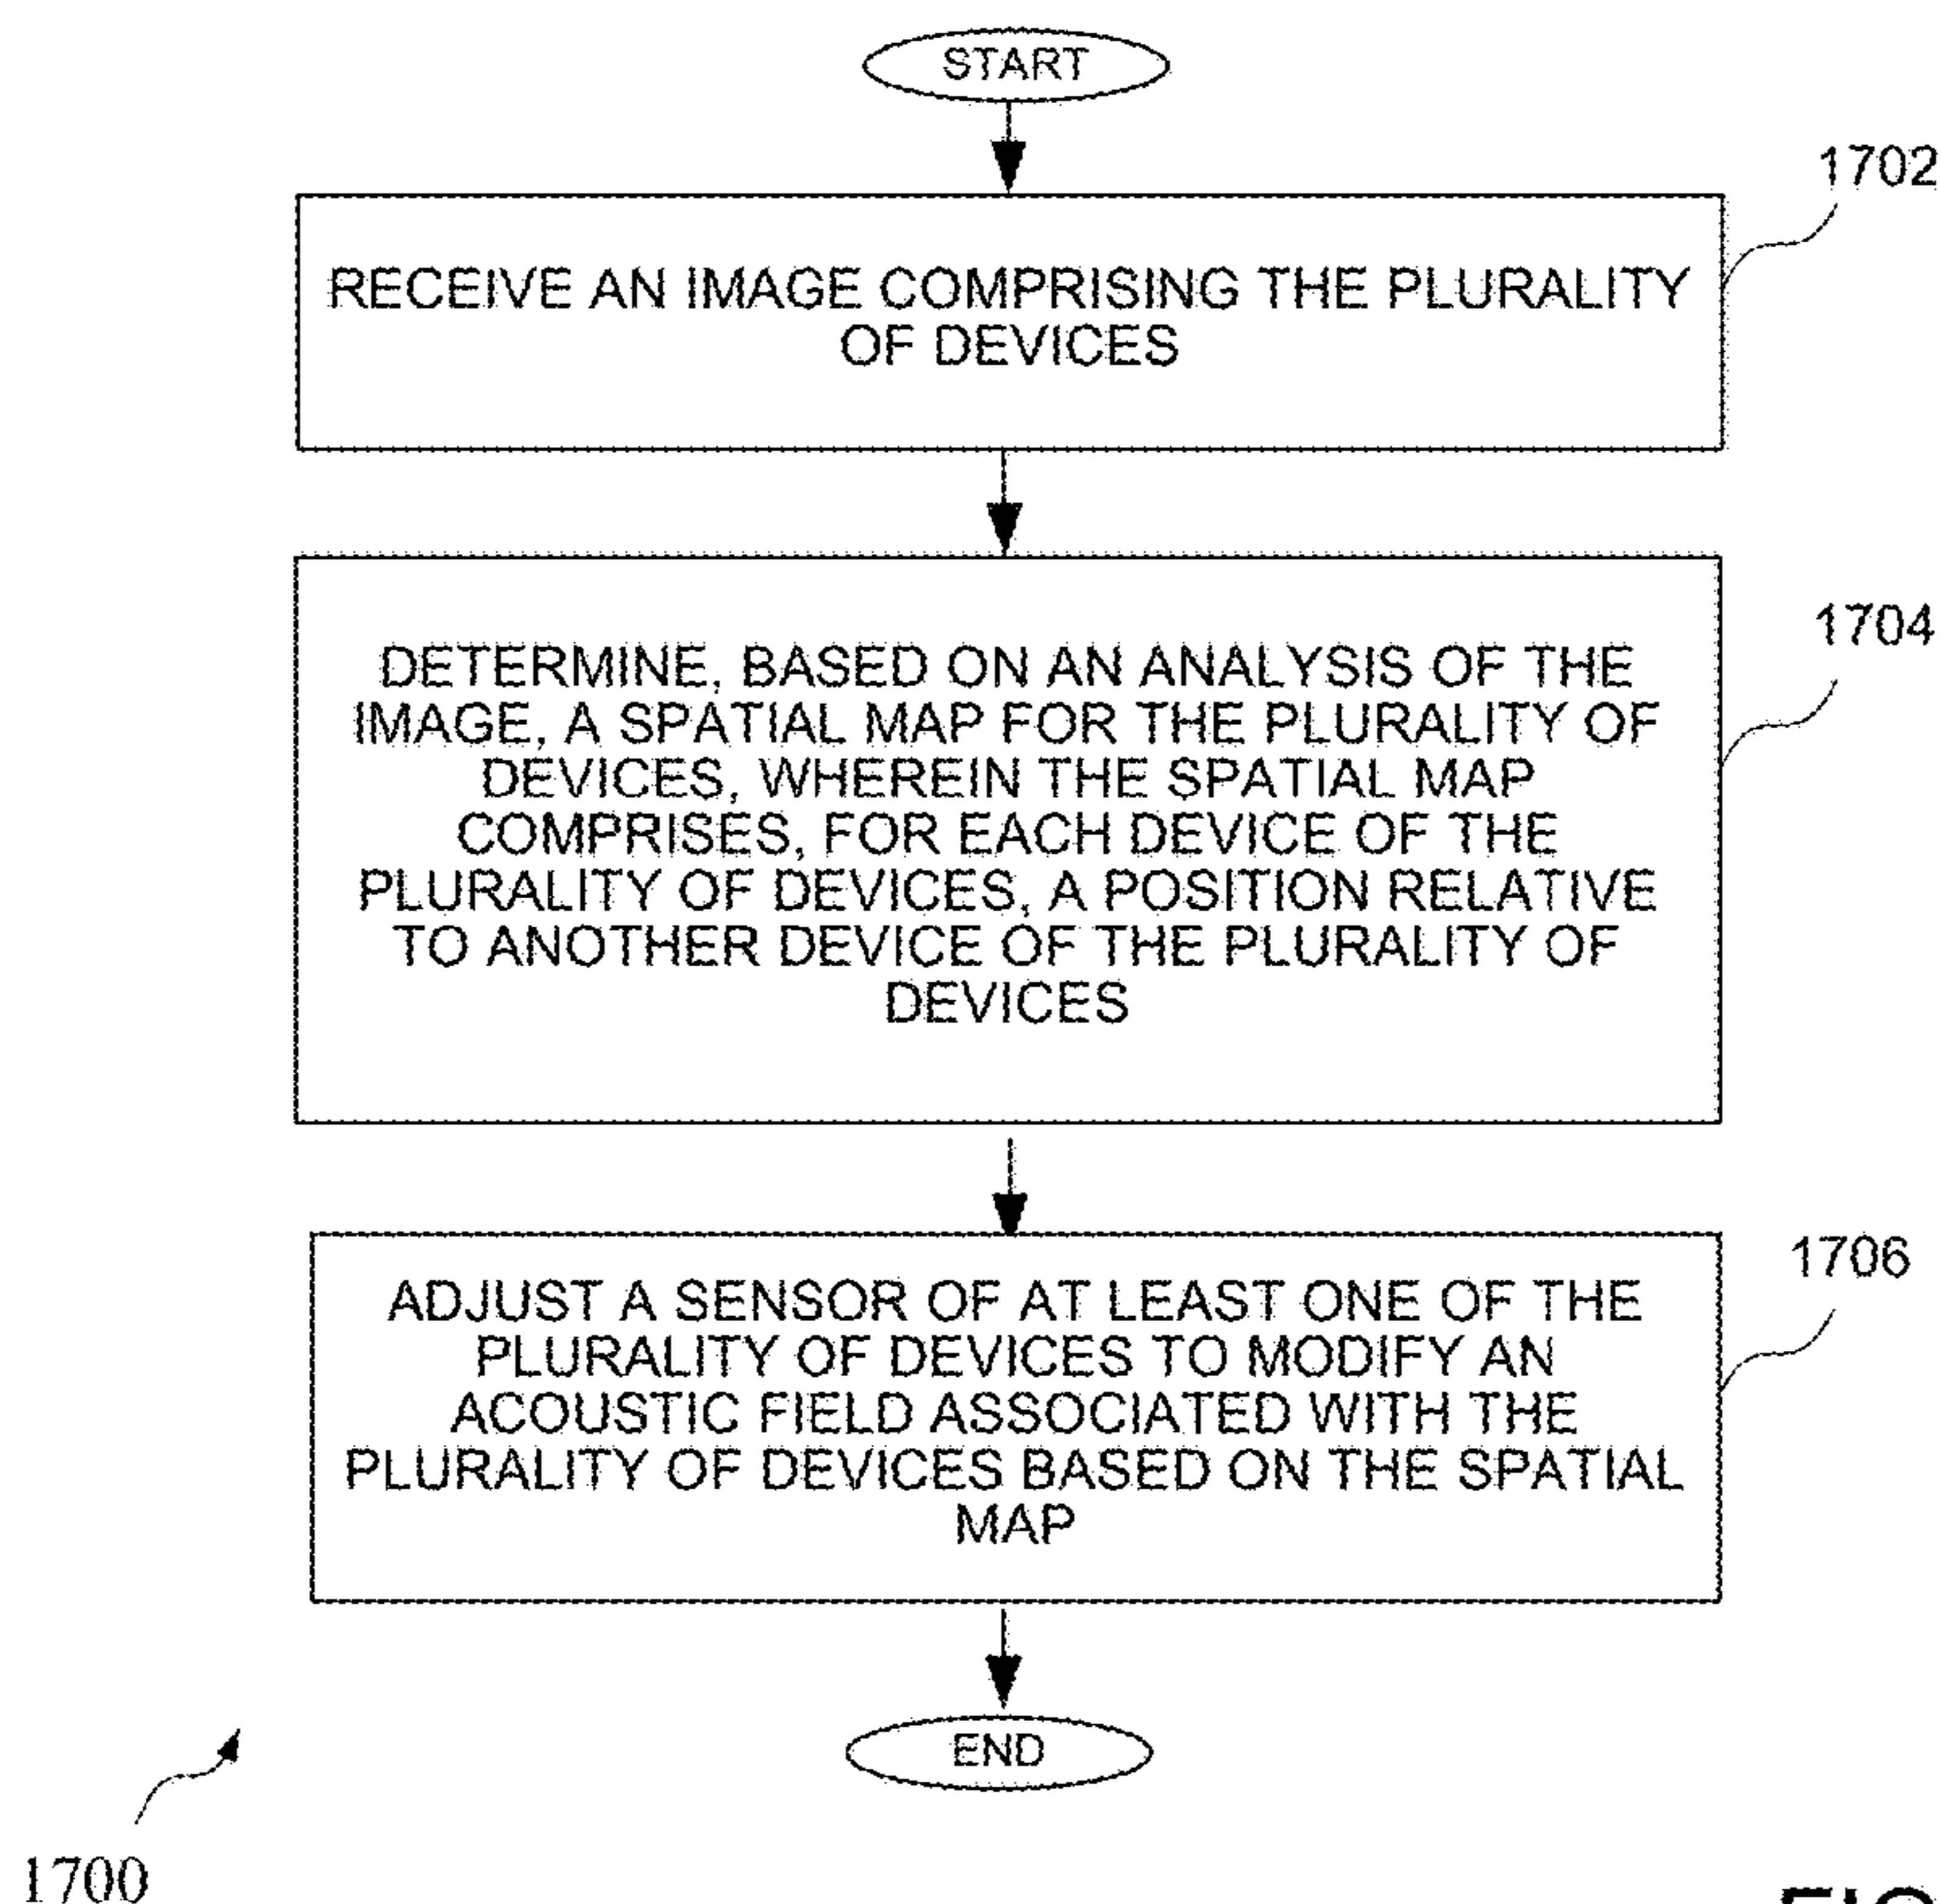 START
1702
RECEIVE AN IMAGE COMPRISING THE PLURALITY
OF DEVICES
1704
DETERMINE, BASED ON AN ANALYSIS OF THE
IMAGE, A SPATIAL MAP FOR THE PLURALITY OF
DEVICES, WHEREIN THE SPATIAL MAP
COMPRISES, FOR EACH DEVICE OF THE
PLURALITY OF DEVICES, A POSITION RELATIVE
TO ANOTHER DEVICE OF THE PLURALITY OF
DEVICES
1706
ADJUST A SENSOR OF AT LEAST ONE OF THE
PLURALITY OF DEVICES TO MODIFY AN
ACOUSTIC FIELD ASSOCIATED WITH THE
PLURALITY OF DEVICES BASED ON THE SPATIAL
MAP
END
1700